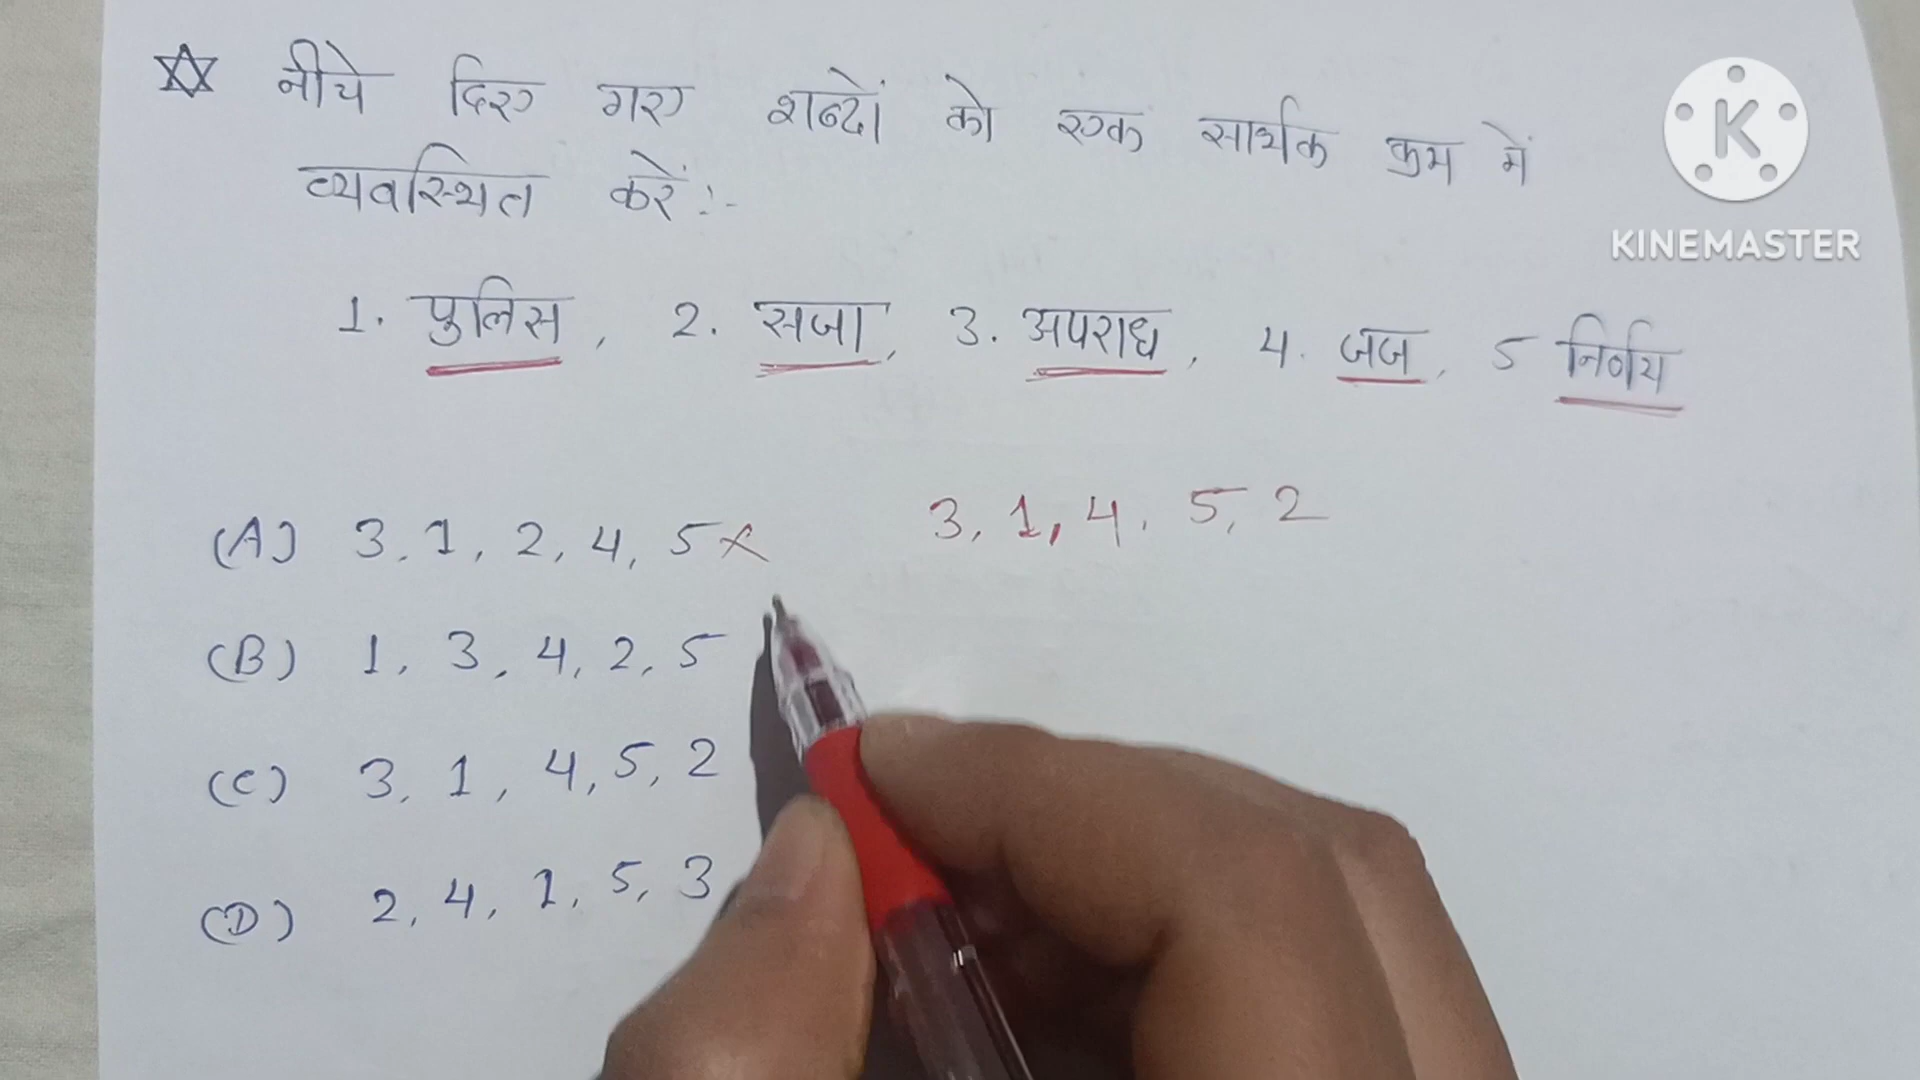 नीचे दिए गए शब्दों को एक सार्थक क्रम में
व्यवस्थित करें :-
1. पुलिस, 2. सजा, 3. अपराध, 4. जज, 5 निर्णय
(A) 3, 1, 2, 4, 5 ×
3, 1, 4, 5, 2
(B) 1, 3, 4, 2, 5
(C) 3, 1, 4, 5, 2
(D) 2, 4, 1, 5, 3
K
KINEMASTER